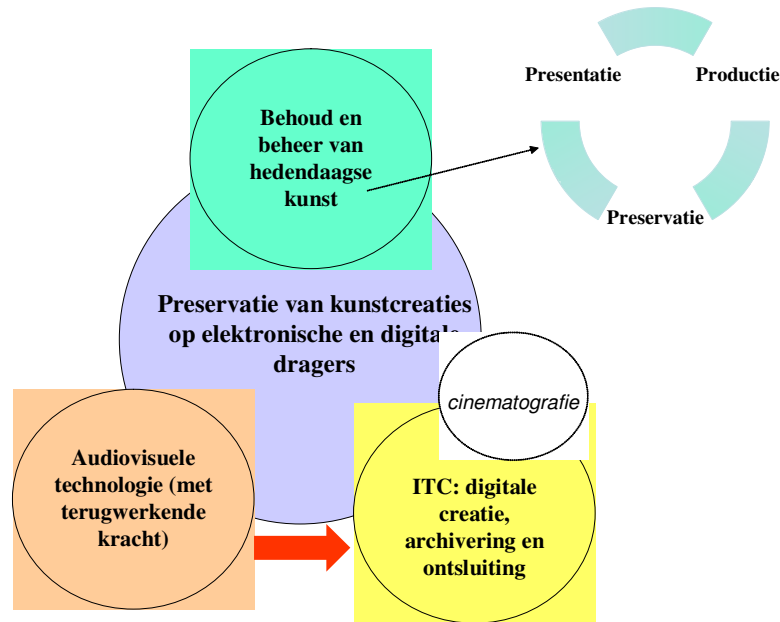 Behoud en
beheer van
hedendaagse
kunst
Presentatie
Productie
Preservatie
Preservatie van kunstcreaties
op elektronische en digitale
dragers
cinematografie
Audiovisuele
technologie (met
terugwerkende
kracht)
ITC: digitale
creatie,
archivering en
ontsluiting